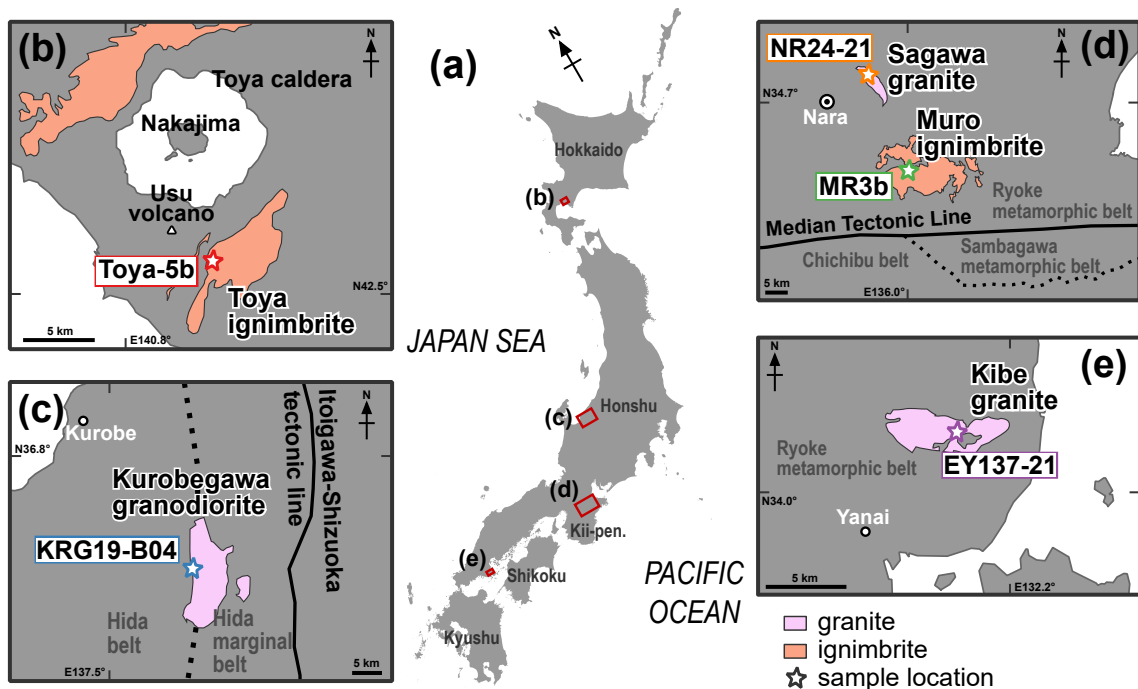 (a)
N
Hokkaido
(b)
(c)
Honshu
(d)
Kii-pen.
(e)
Shikoku
Kyushu
JAPAN SEA
PACIFIC
OCEAN
(b)
N
Toya caldera
Nakajima
Usu
volcano
Toya-5b
Toya
ignimbrite
N42.5°
E140.8°
5 km
(c)
N
Kurobe
N36.8°
Kurobegawa
granodiorite
Itoigawa-Shizuoka
tectonic line
KRG19-B04
Hida
belt
Hida
marginal
belt
E137.5°
5 km
(d)
N
NR24-21
Sagawa
granite
N34.7°
Nara
Muro
ignimbrite
MR3b
Ryoke
metamorphic belt
Median Tectonic Line
Chichibu belt
Sambagawa
metamorphic belt
5 km
E136.0°
(e)
N
Kibe
granite
Ryoke
metamorphic belt
EY137-21
N34.0°
Yanai
5 km
E132.2°
granite
ignimbrite
sample location